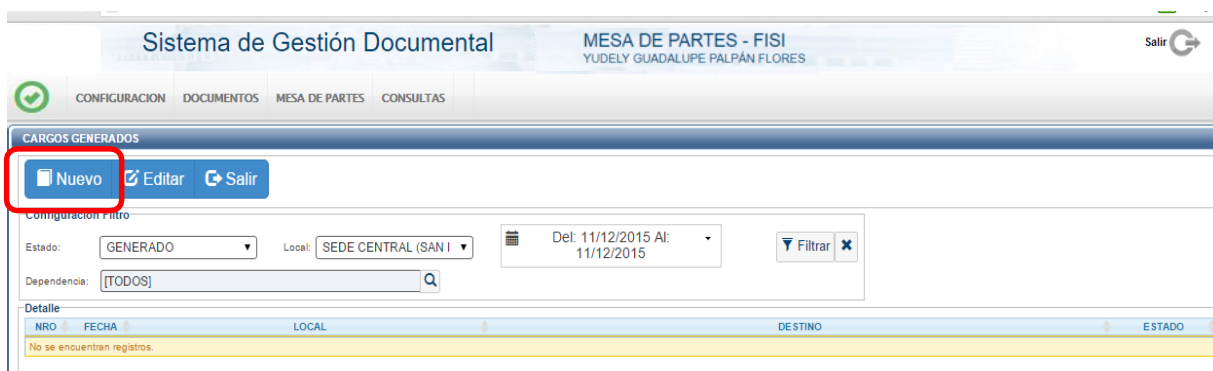 Sistema de Gestión Documental
MESA DE PARTES - FISI
YUDELY GUADALUPE PALPÁN FLORES
Salir
CONFIGURACION DOCUMENTOS MESA DE PARTES CONSULTAS
CARGOS GENERADOS
Nuevo Editar Salir
Configuración Filtro
Estado: GENERADO Local: SEDE CENTRAL (SAN I Del: 11/12/2015 Al: 11/12/2015 Filtrar
Dependencia: [TODOS]
Detalle
NRO FECHA LOCAL DESTINO ESTADO
No se encuentran registros.